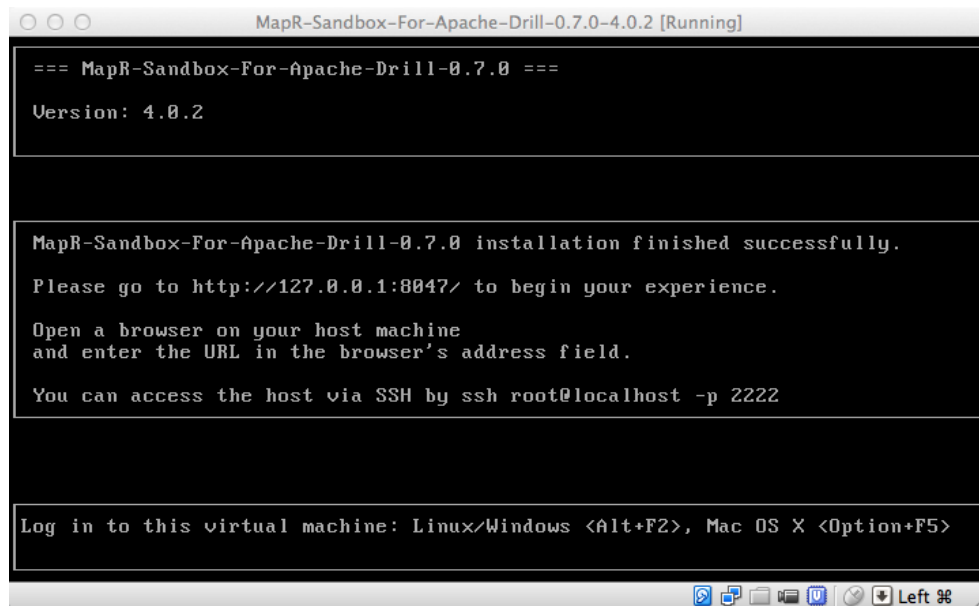 MapR-Sandbox-For-Apache-Drill-0.7.0-4.0.2 [Running]
=== MapR-Sandbox-For-Apache-Drill-0.7.0 ===
Version: 4.0.2
MapR-Sandbox-For-Apache-Drill-0.7.0 installation finished successfully.
Please go to http://127.0.0.1:8047/ to begin your experience.
Open a browser on your host machine
and enter the URL in the browser's address field.
You can access the host via SSH by ssh root@localhost -p 2222
Log in to this virtual machine: Linux/Windows <Alt+F2>, Mac OS X <Option+F5>
Left ⌘